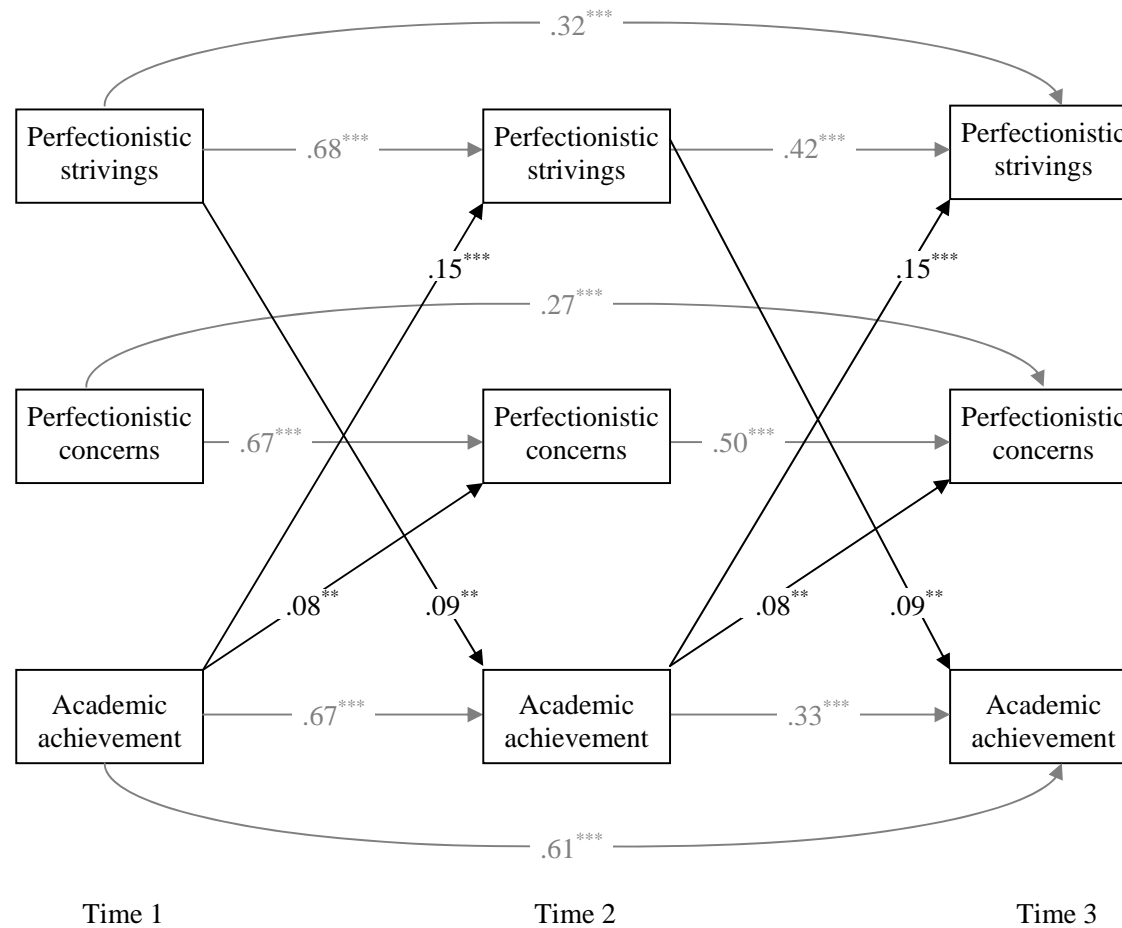 .32***
Perfectionistic
strivings
.68***
Perfectionistic
strivings
.42***
Perfectionistic
strivings
.15***
.15***
.27***
Perfectionistic
concerns
.67***
Perfectionistic
concerns
.50***
Perfectionistic
concerns
.08**
.09**
.08**
.09**
Academic
achievement
.67***
Academic
achievement
.33***
Academic
achievement
.61***
Time 1
Time 2
Time 3